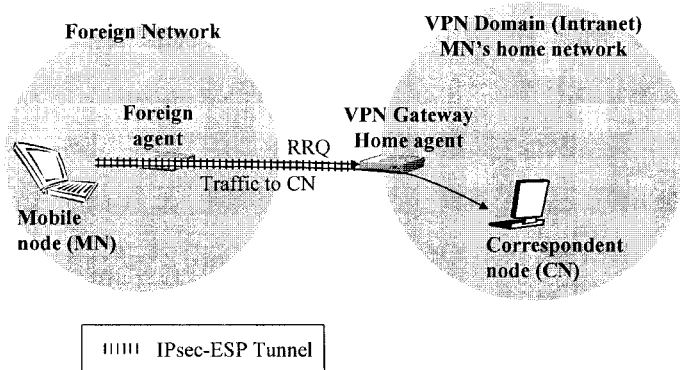 Foreign Network
VPN Domain (Intranet)
MN's home network
Foreign
agent
VPN Gateway
Home agent
RRQ
Traffic to CN
Mobile
node (MN)
Correspondent
node (CN)
IPsec-ESP Tunnel